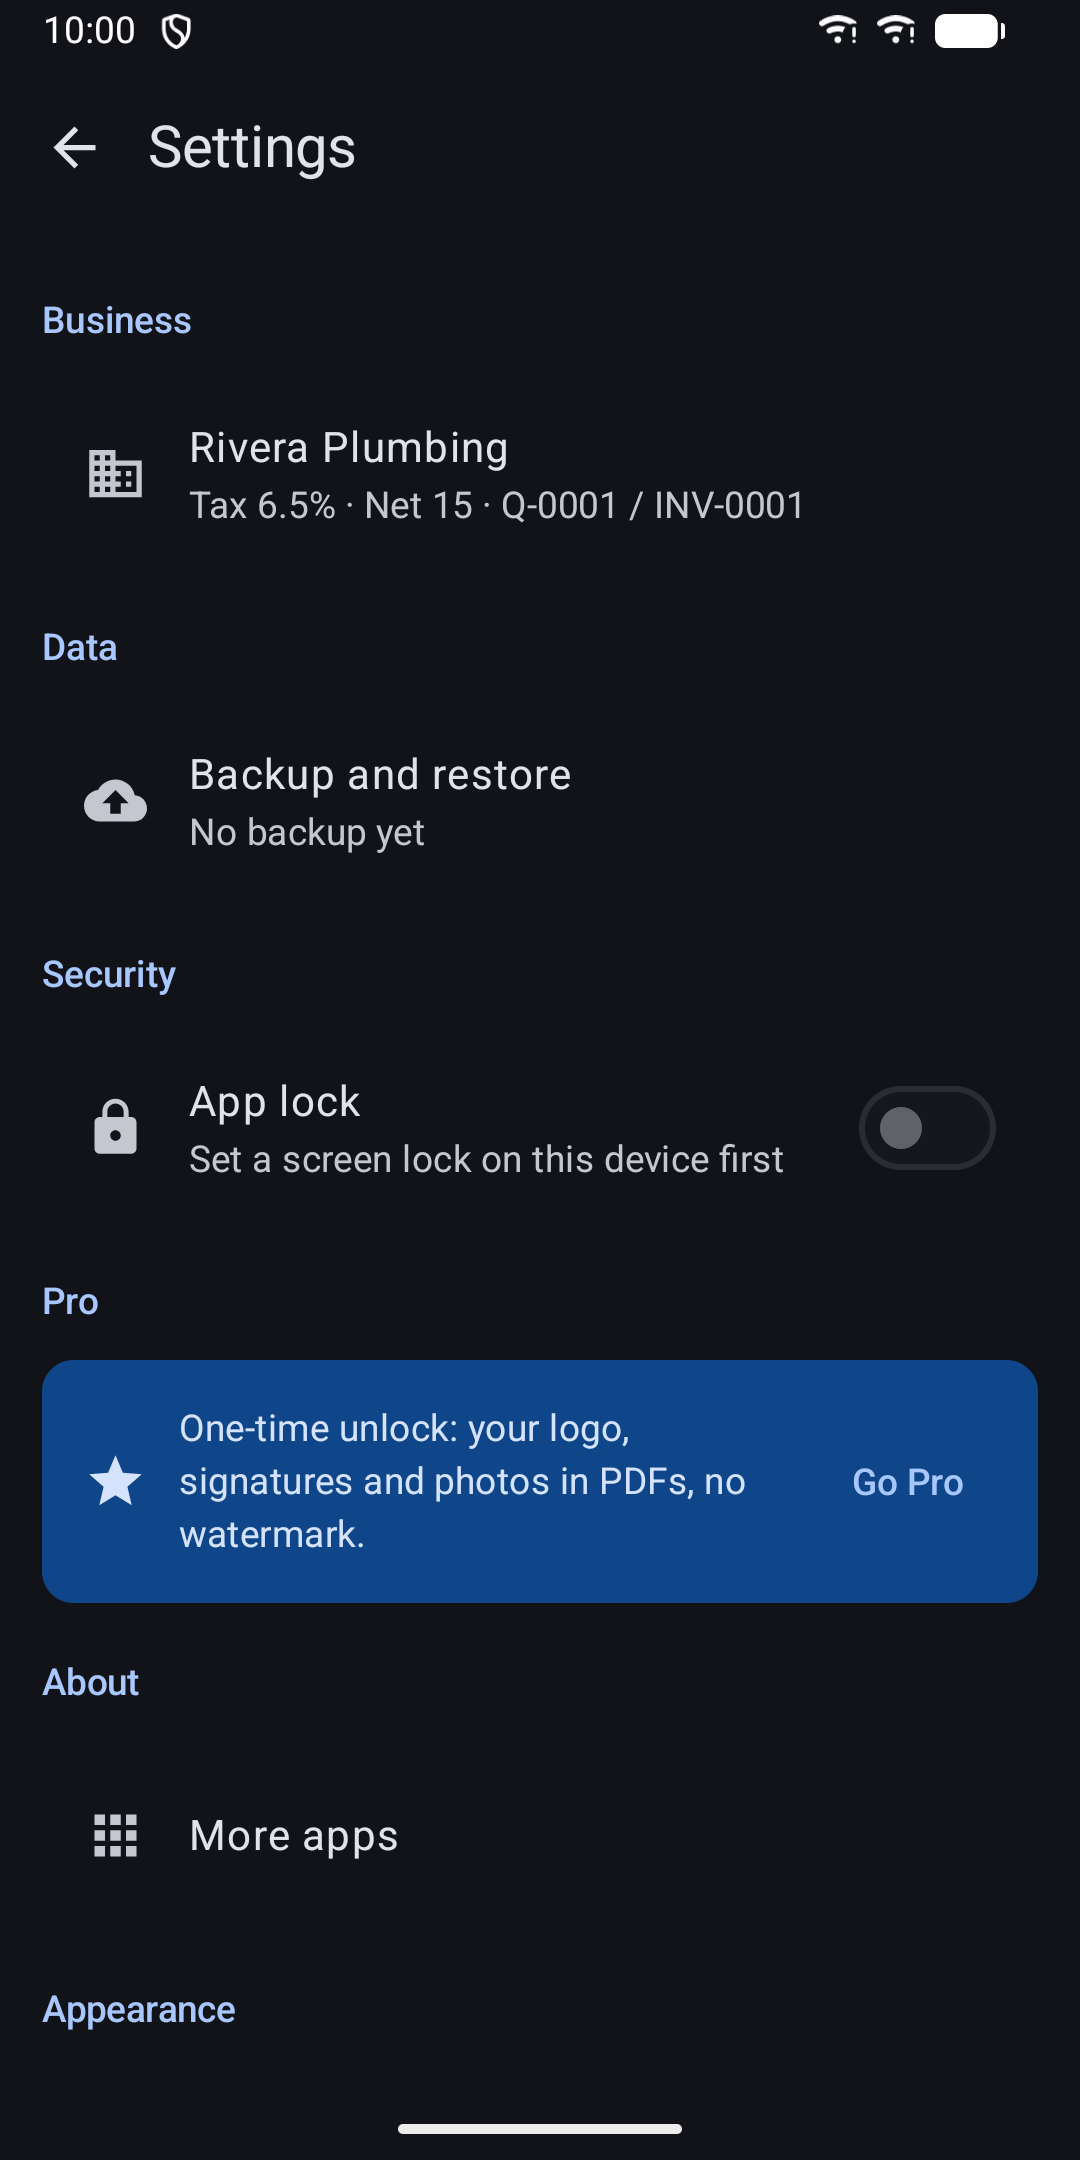 10:00
Settings
Business
Rivera Plumbing
Tax 6.5% · Net 15 · Q-0001 / INV-0001
Data
Backup and restore
No backup yet
Security
App lock
Set a screen lock on this device first
Pro
One-time unlock: your logo,
signatures and photos in PDFs, no
watermark.
Go Pro
About
More apps
Appearance